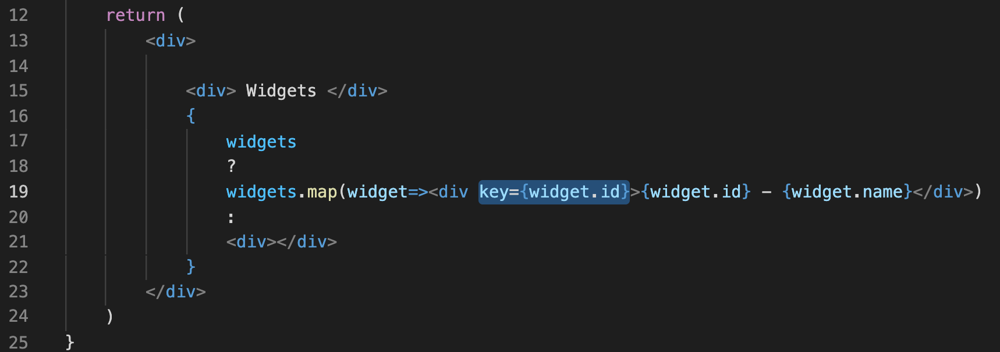 12 return (
13 <div>
14
15 <div> Widgets </div>
16 {
17 widgets
18 ?
19 widgets.map(widget=><div key={widget.id}>{widget.id} - {widget.name}</div>)
20 :
21 <div></div>
22 }
23 </div>
24 )
25 }